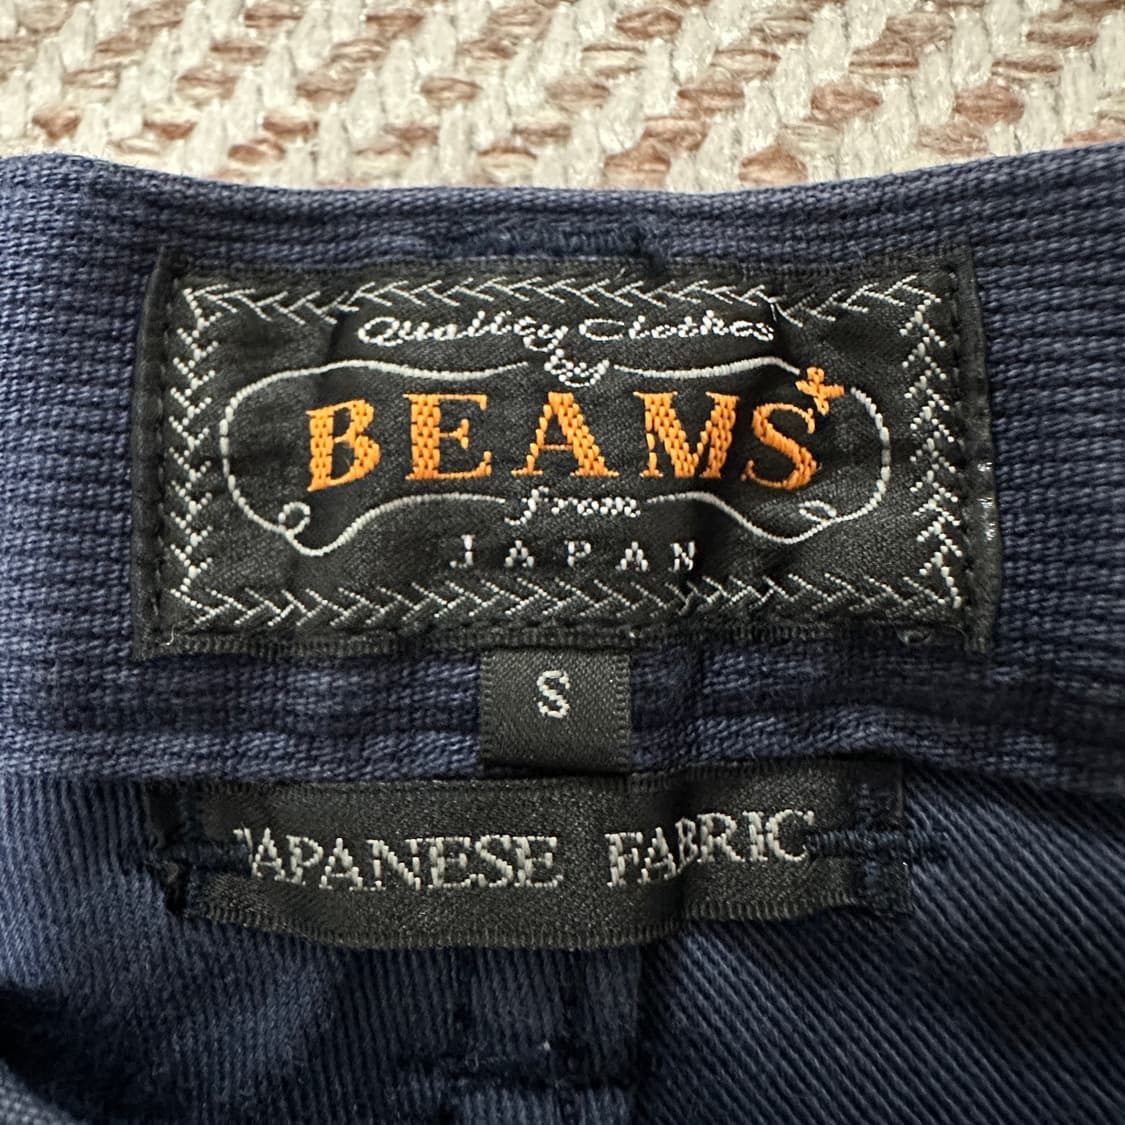 Quality Clothes
by
BEAMS+
from
JAPAN
S
JAPANESE FABRIC